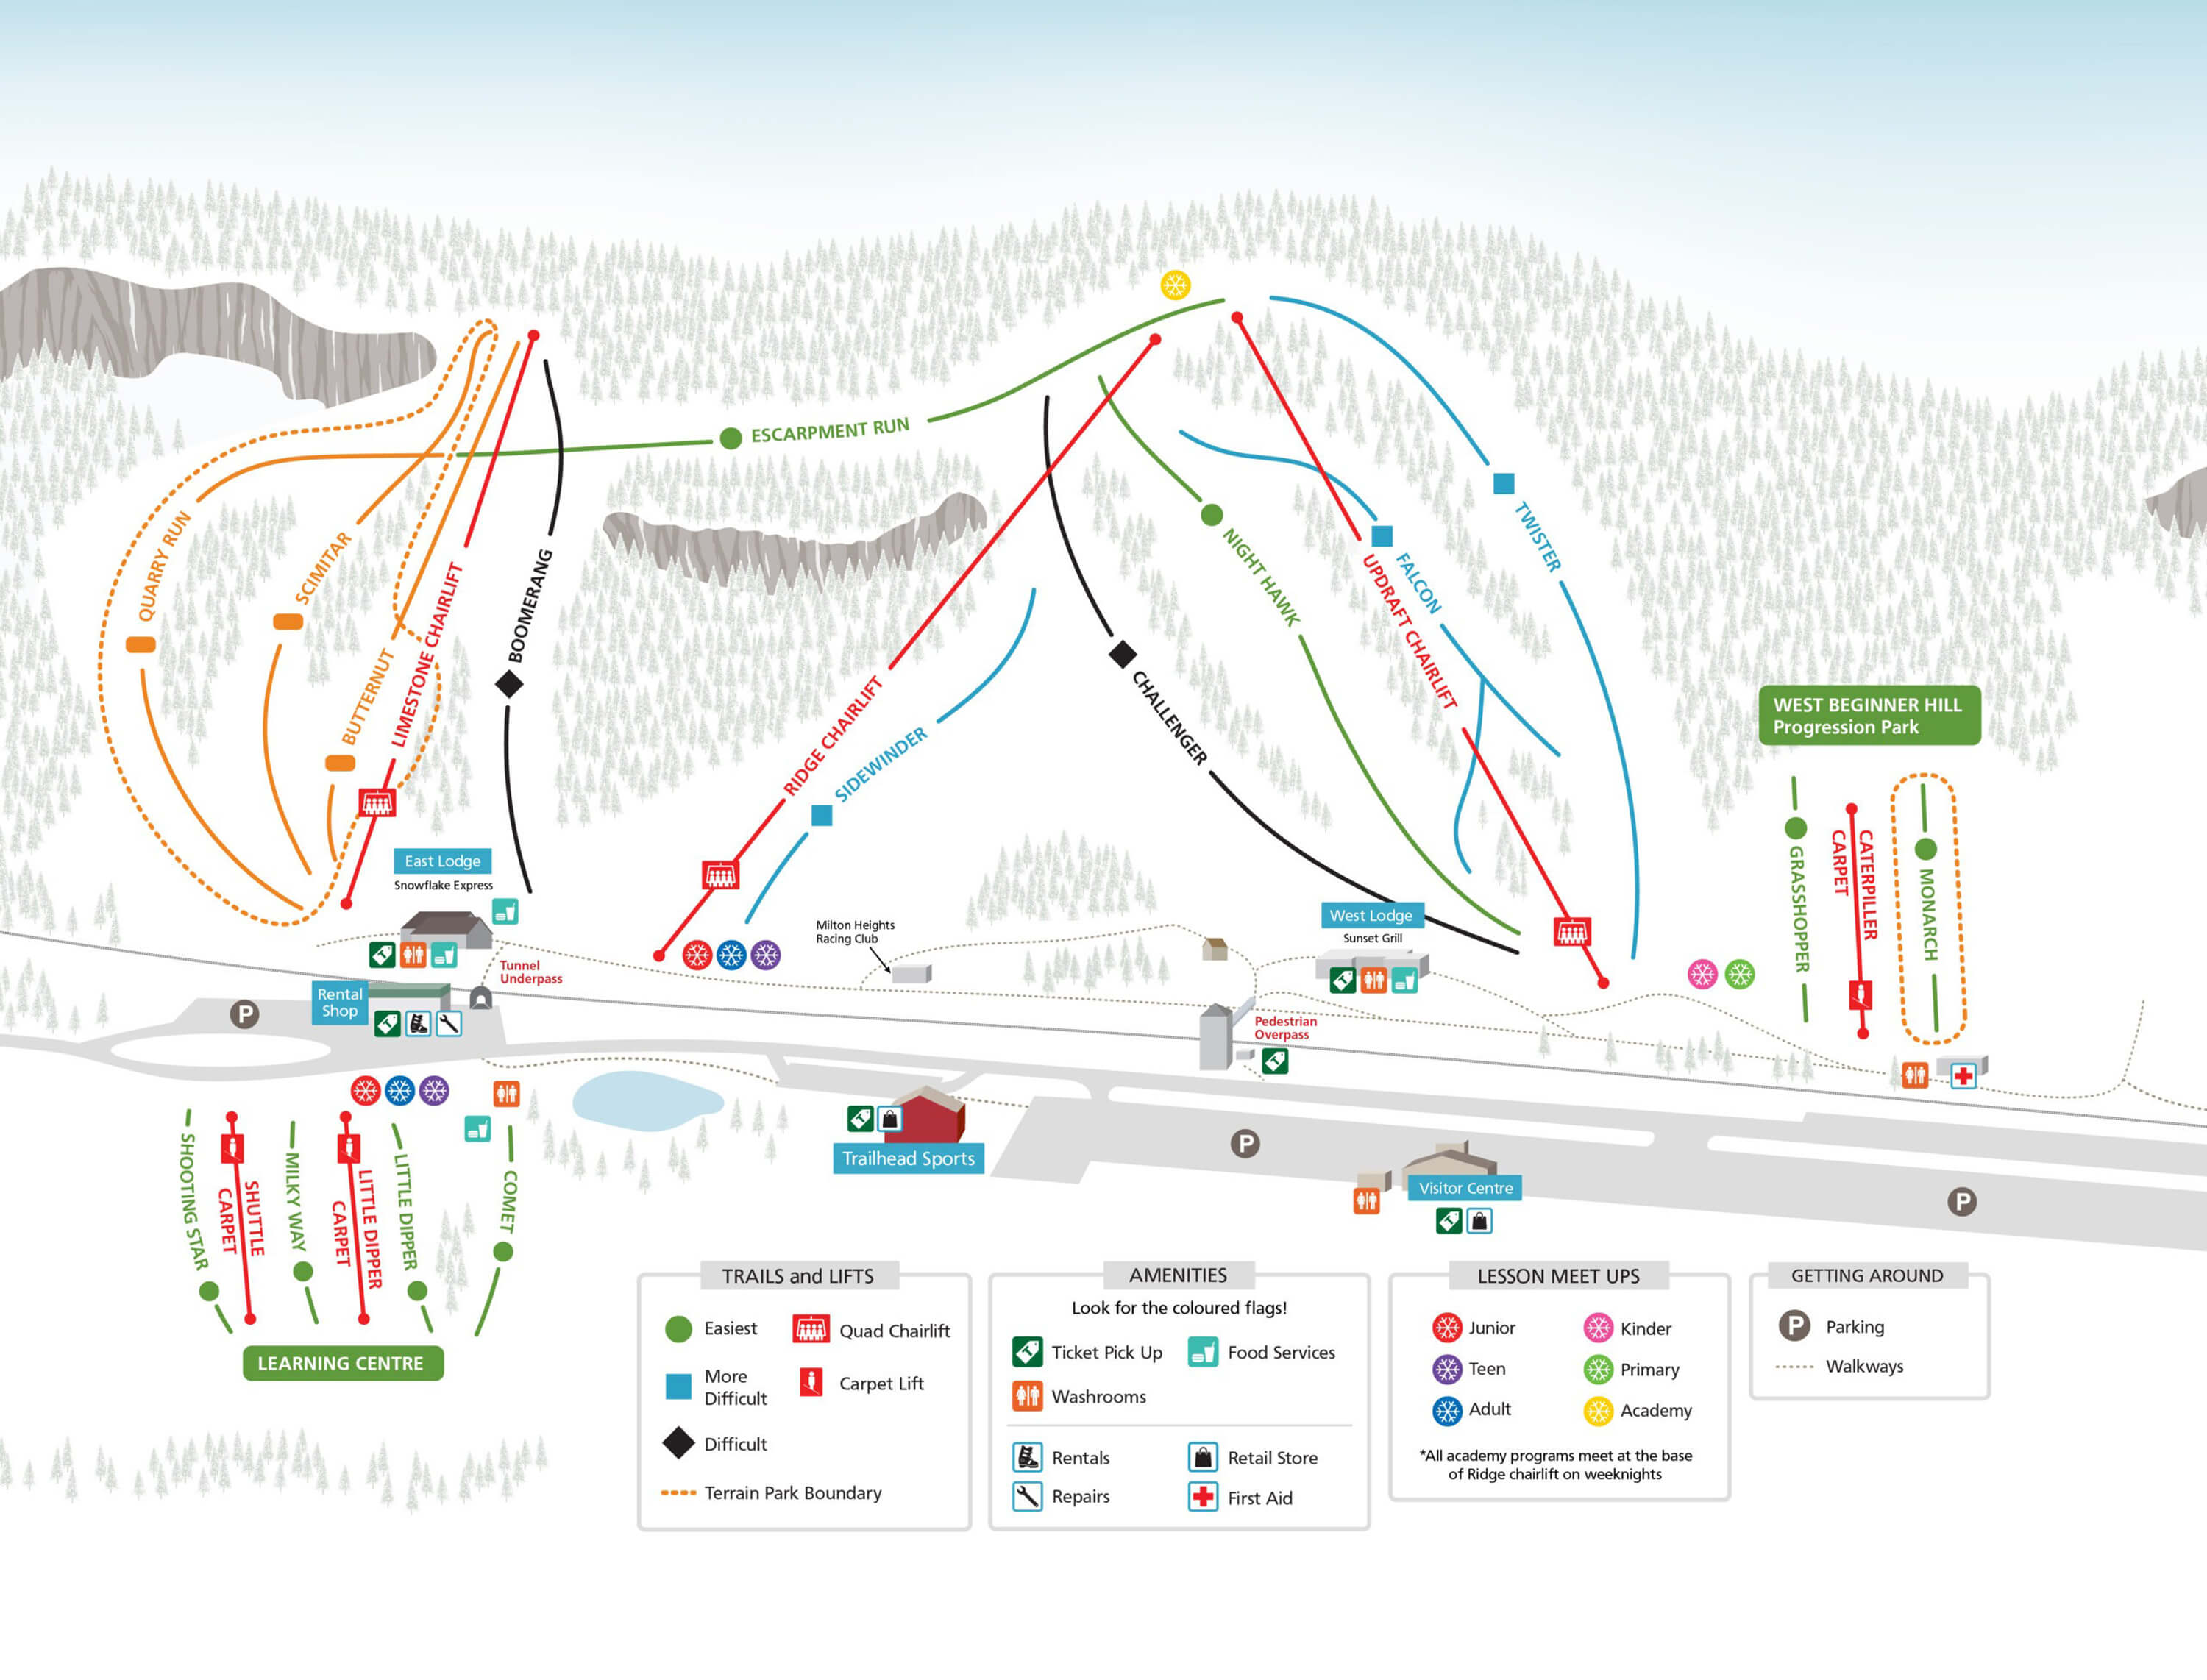 ESCARPMENT RUN
QUARRY RUN
SCIMITAR
BUTTERNUT
LIMESTONE CHAIRLIFT
BOOMERANG
RIDGE CHAIRLIFT
SIDEWINDER
CHALLENGER
NIGHT HAWK
UPDRAFT CHAIRLIFT
FALCON
TWISTER
WEST BEGINNER HILL
Progression Park
GRASSHOPPER
CATERPILLER
CARPET
MONARCH
East Lodge
Snowflake Express
Tunnel
Underpass
Rental
Shop
P
Milton Heights
Racing Club
West Lodge
Sunset Grill
Pedestrian
Overpass
Trailhead Sports
P
Visitor Centre
P
SHOOTING STAR
SHUTTLE
CARPET
MILKY WAY
LITTLE DIPPER
CARPET
LITTLE DIPPER
COMET
LEARNING CENTRE
TRAILS and LIFTS
Easiest
Quad Chairlift
More
Difficult
Carpet Lift
Difficult
Terrain Park Boundary
AMENITIES
Look for the coloured flags!
Ticket Pick Up
Food Services
Washrooms
Rentals
Retail Store
Repairs
First Aid
LESSON MEET UPS
Junior
Kinder
Teen
Primary
Adult
Academy
*All academy programs meet at the base
of Ridge chairlift on weeknights
GETTING AROUND
P
Parking
Walkways